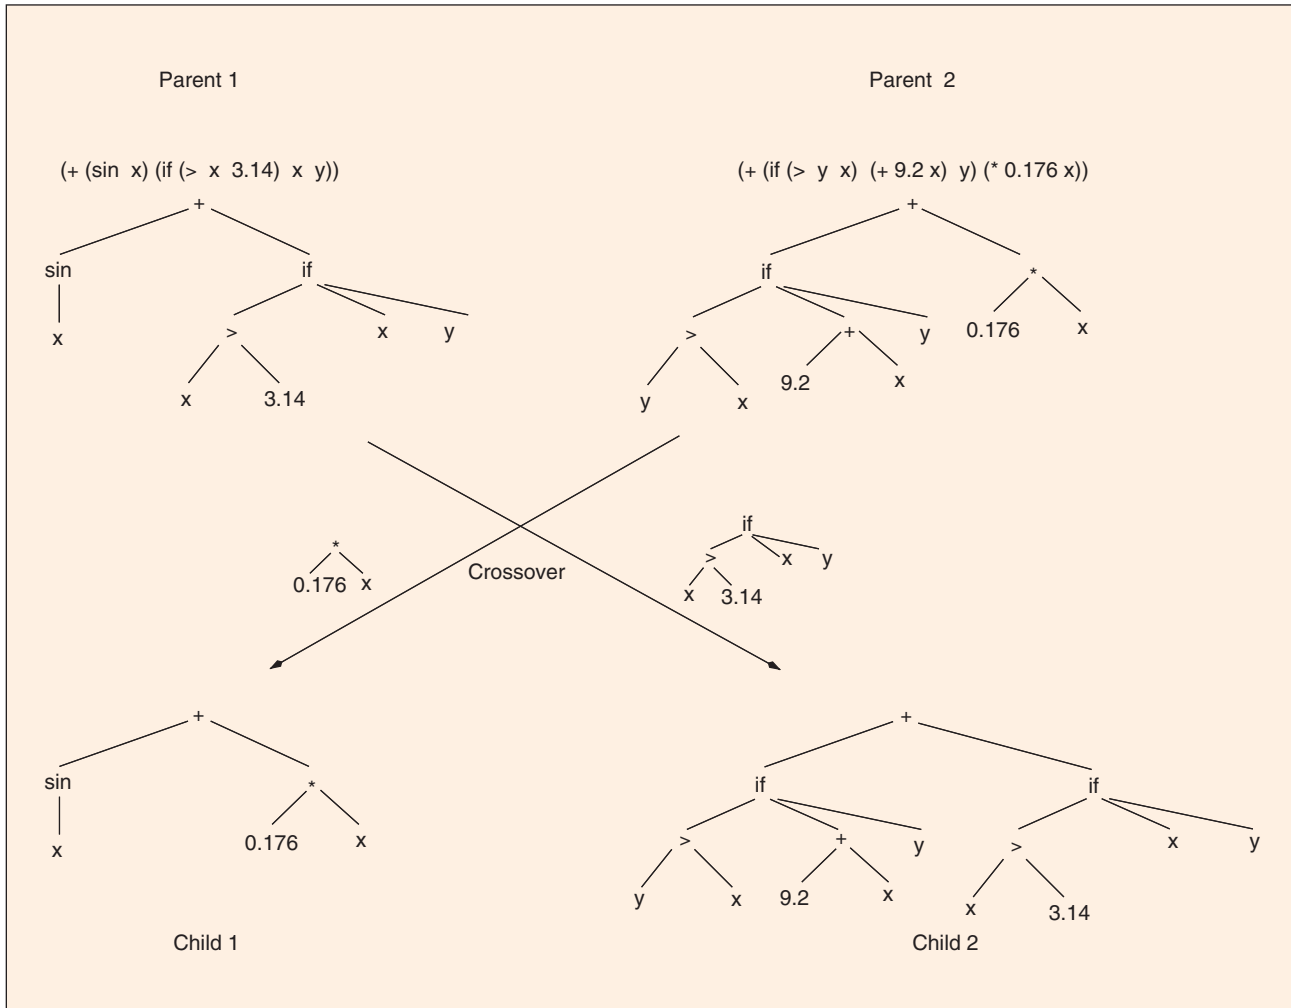 Parent 1 Parent 2
(+ (sin x) (if (> x 3.14) x y)) (+ (if (> y x) (+ 9.2 x) y) (* 0.176 x))
+ +
sin if if *
x > x y > + y 0.176 x
x 3.14 y x 9.2 x
if
* > x y
0.176 x Crossover x 3.14
+ +
sin * if if
x 0.176 x > + y > x y
y x 9.2 x x 3.14
Child 1 Child 2